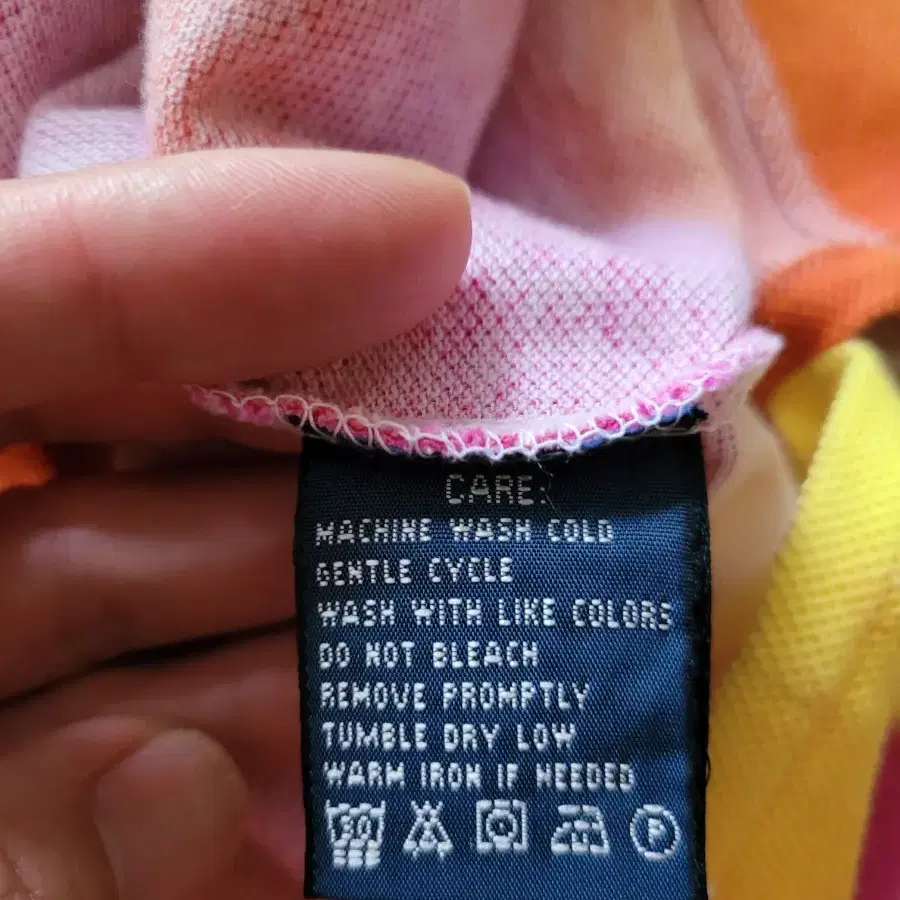 CARE:
MACHINE WASH COLD
GENTLE CYCLE
WASH WITH LIKE COLORS
DO NOT BLEACH
REMOVE PROMPTLY
TUMBLE DRY LOW
WARM IRON IF NEEDED
30 P